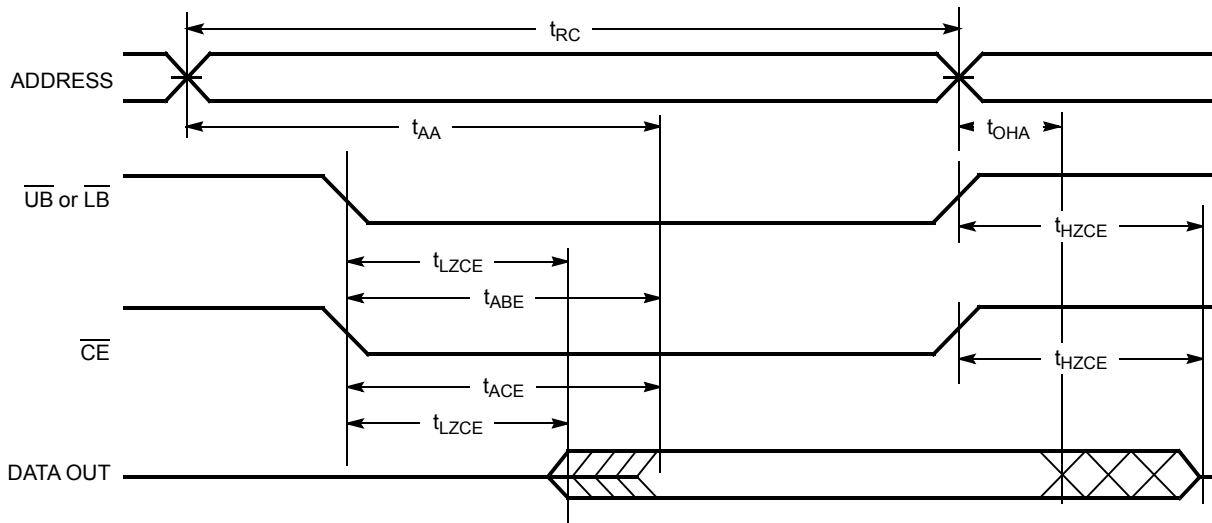 tRC
ADDRESS
tAA
tOHA
UB or LB
tHZCE
tLZCE
tABE
CE
tHZCE
tACE
tLZCE
DATA OUT